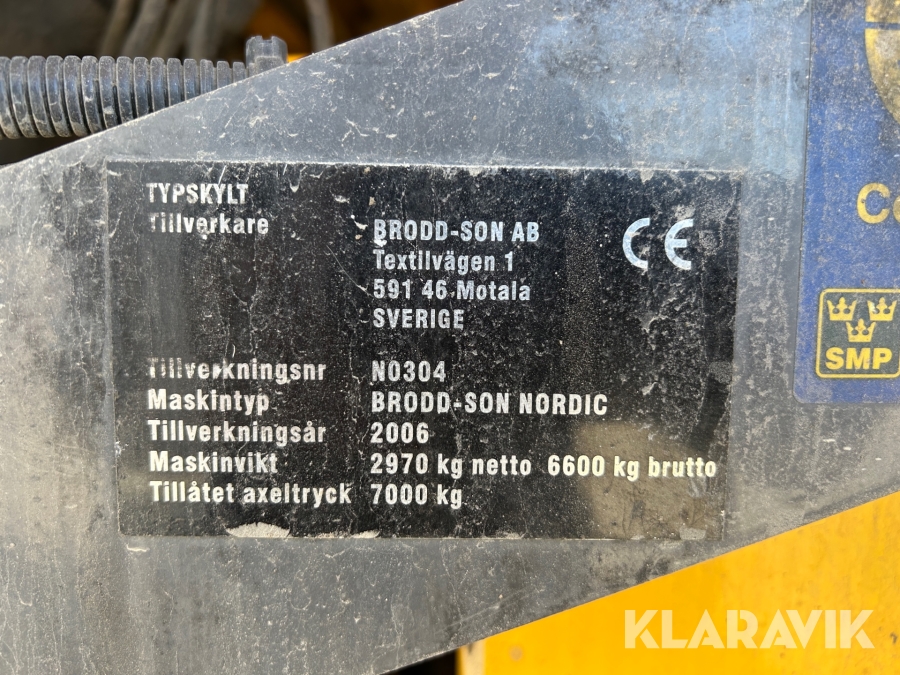 TYPSKYLT
Tillverkare BRODD-SON AB
Textilvägen 1
591 46 Motala
SVERIGE
CE
Tillverkningsnr N0304
Maskintyp BRODD-SON NORDIC
Tillverkningsår 2006
Maskinvikt 2970 kg netto 6600 kg brutto
Tillåtet axeltryck 7000 kg
SMP
KLARAVIK